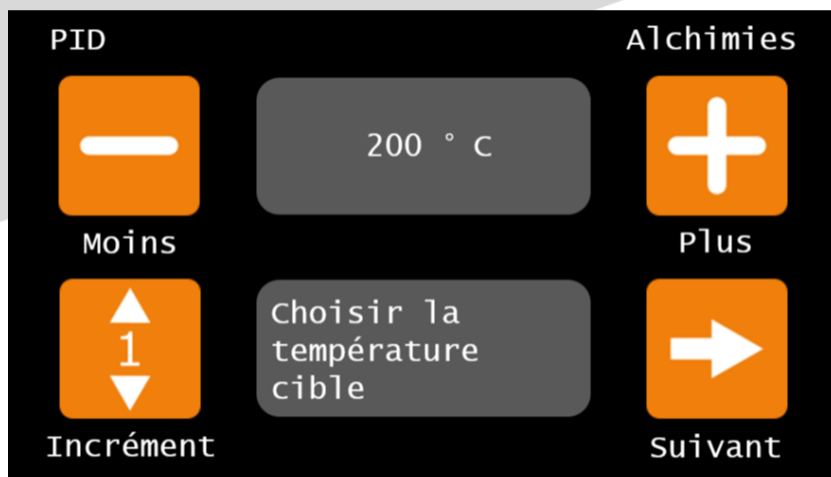 PID
Alchimies
200 ° C
Moins
Plus
1
Choisir la
température
cible
Incrément
Suivant